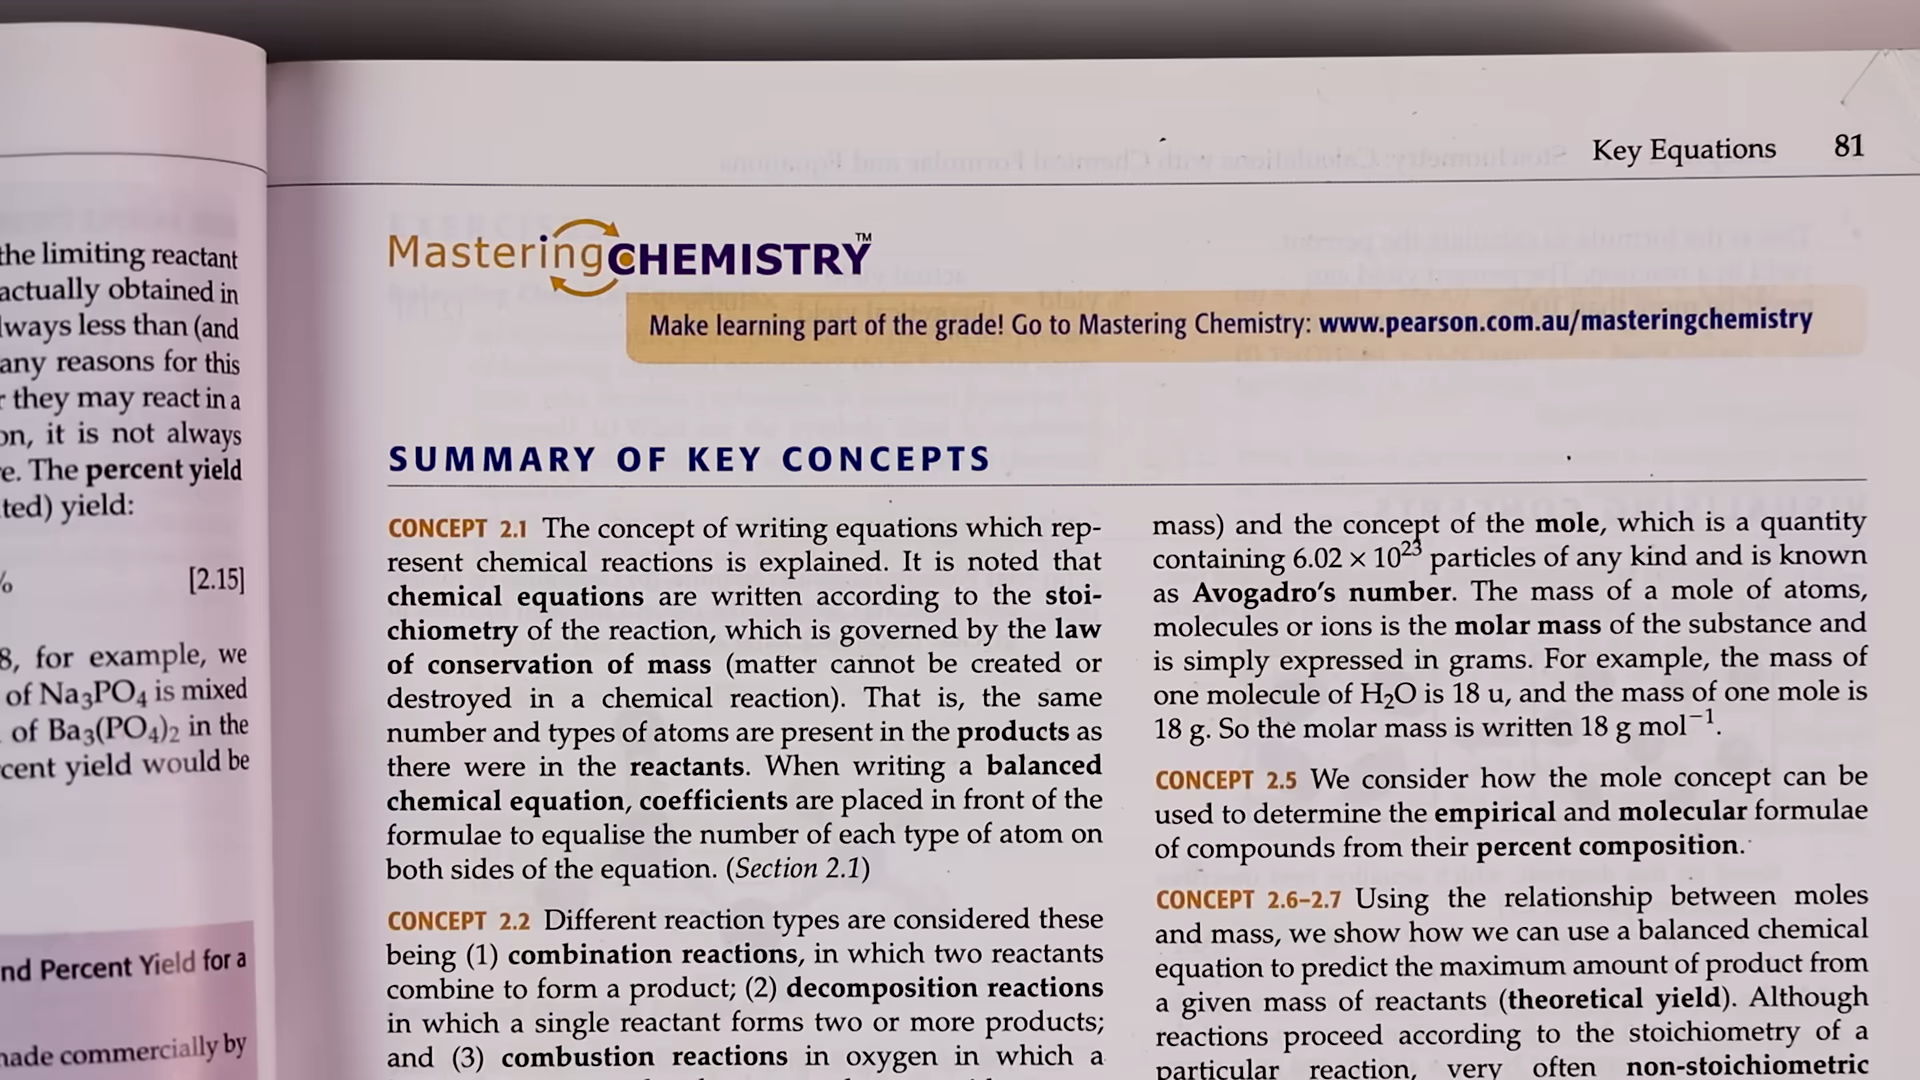 the limiting reactant
actually obtained in
always less than (and
any reasons for this
they may react in a
on, it is not always
e. The percent yield
ted) yield:
% [2.15]
8, for example, we
of Na₃PO₄ is mixed
of Ba₃(PO₄)₂ in the
cent yield would be
nd Percent Yield for a
made commercially by
Key Equations 81
MasteringCHEMISTRY™
Make learning part of the grade! Go to Mastering Chemistry: www.pearson.com.au/masteringchemistry
SUMMARY OF KEY CONCEPTS
CONCEPT 2.1 The concept of writing equations which rep-
resent chemical reactions is explained. It is noted that
chemical equations are written according to the stoi-
chiometry of the reaction, which is governed by the law
of conservation of mass (matter cannot be created or
destroyed in a chemical reaction). That is, the same
number and types of atoms are present in the products as
there were in the reactants. When writing a balanced
chemical equation, coefficients are placed in front of the
formulae to equalise the number of each type of atom on
both sides of the equation. (Section 2.1)
CONCEPT 2.2 Different reaction types are considered these
being (1) combination reactions, in which two reactants
combine to form a product; (2) decomposition reactions
in which a single reactant forms two or more products;
and (3) combustion reactions in oxygen in which a
mass) and the concept of the mole, which is a quantity
containing 6.02 × 10²³ particles of any kind and is known
as Avogadro's number. The mass of a mole of atoms,
molecules or ions is the molar mass of the substance and
is simply expressed in grams. For example, the mass of
one molecule of H₂O is 18 u, and the mass of one mole is
18 g. So the molar mass is written 18 g mol⁻¹.
CONCEPT 2.5 We consider how the mole concept can be
used to determine the empirical and molecular formulae
of compounds from their percent composition.
CONCEPT 2.6–2.7 Using the relationship between moles
and mass, we show how we can use a balanced chemical
equation to predict the maximum amount of product from
a given mass of reactants (theoretical yield). Although
reactions proceed according to the stoichiometry of a
particular reaction, very often non-stoichiometric